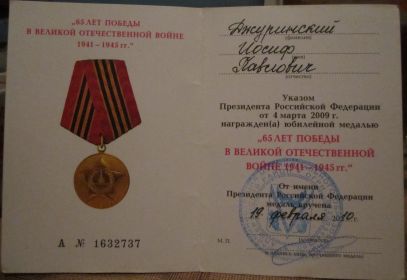 „65 ЛЕТ ПОБЕДЫ
В ВЕЛИКОЙ ОТЕЧЕСТВЕННОЙ ВОЙНЕ
1941–1945 гг.“
А № 1632737
Джуринский
(фамилия)
Иосиф
Павлович
(отчество)
Указом
Президента Российской Федерации
от 4 марта 2009 г.
награжден(а) юбилейной медалью
„65 ЛЕТ ПОБЕДЫ
В ВЕЛИКОЙ ОТЕЧЕСТВЕННОЙ
ВОЙНЕ 1941–1945 гг.“
От имени
Президента Российской Федерации
медаль вручена
19 февраля 2010 г.
М.П.